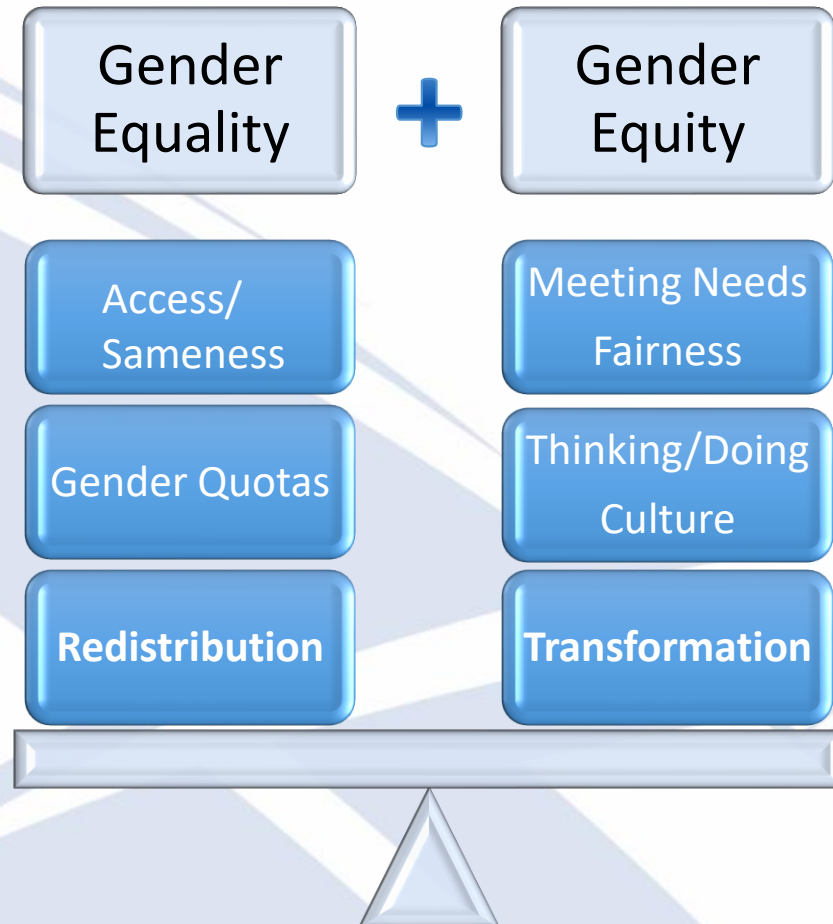 Gender
Equality
+
Gender
Equity
Access/
Sameness
Meeting Needs
Fairness
Gender Quotas
Thinking/Doing
Culture
Redistribution
Transformation